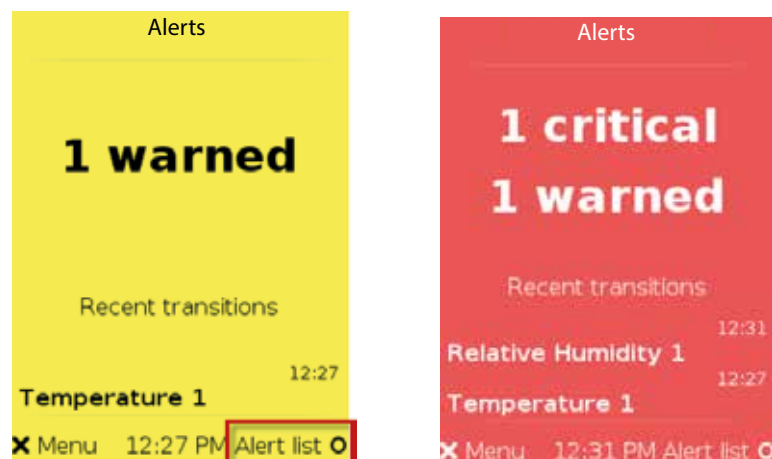 Alerts
1 warned
Recent transitions
12:27
Temperature 1
✕ Menu 12:27 PM Alert list O
Alerts
1 critical
1 warned
Recent transitions
12:31
Relative Humidity 1
12:27
Temperature 1
✕ Menu 12:31 PM Alert list O